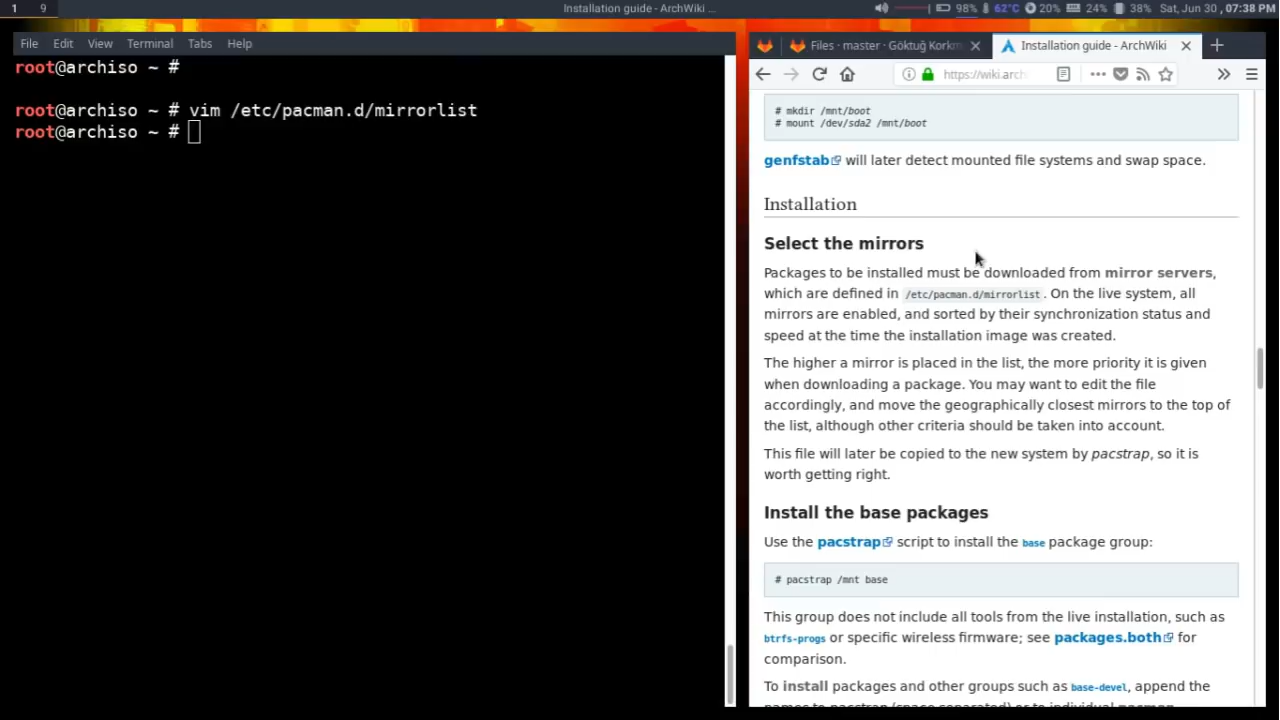 1 9 Installation guide - ArchWiki ... 98% 62°C 20% 24% 38% Sat, Jun 30 , 07:38 PM
File Edit View Terminal Tabs Help
root@archiso ~ #
root@archiso ~ # vim /etc/pacman.d/mirrorlist
root@archiso ~ #
Files · master · Göktuğ Korkm
Installation guide - ArchWiki
https://wiki.arch
# mkdir /mnt/boot
# mount /dev/sda2 /mnt/boot
genfstab will later detect mounted file systems and swap space.
Installation
Select the mirrors
Packages to be installed must be downloaded from mirror servers,
which are defined in /etc/pacman.d/mirrorlist. On the live system, all
mirrors are enabled, and sorted by their synchronization status and
speed at the time the installation image was created.
The higher a mirror is placed in the list, the more priority it is given
when downloading a package. You may want to edit the file
accordingly, and move the geographically closest mirrors to the top of
the list, although other criteria should be taken into account.
This file will later be copied to the new system by pacstrap, so it is
worth getting right.
Install the base packages
Use the pacstrap script to install the base package group:
# pacstrap /mnt base
This group does not include all tools from the live installation, such as
btrfs-progs or specific wireless firmware; see packages.both for
comparison.
To install packages and other groups such as base-devel, append the
names to pacstrap (space separated) or to individual pacman